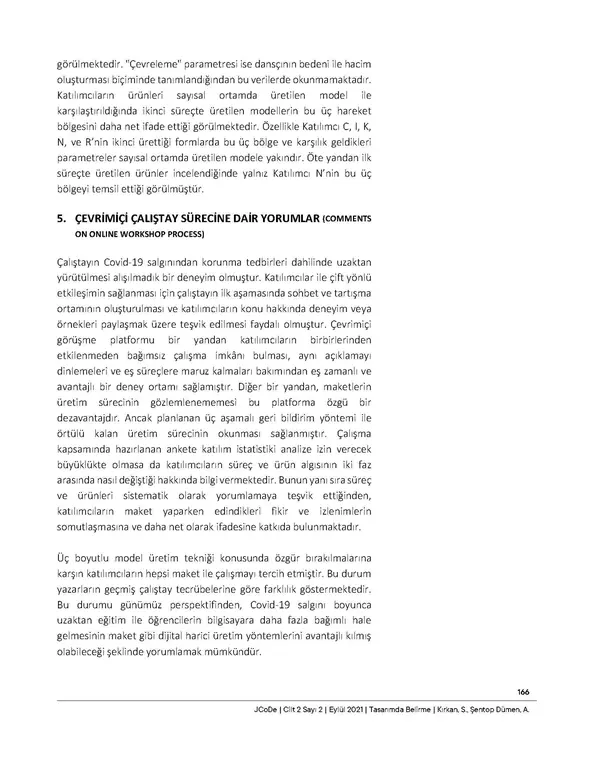 görülmektedir. "Çevreleme" parametresi ise dansçının bedeni ile hacim
oluşturması biçiminde tanımlandığından bu verilerde okunmamaktadır.
Katılımcıların ürünleri sayısal ortamda üretilen model ile
karşılaştırıldığında ikinci süreçte üretilen modellerin bu üç hareket
bölgesini daha net ifade ettiği görülmektedir. Özellikle Katılımcı C, I, K,
N, ve R’nin ikinci ürettiği formlarda bu üç bölge ve karşılık geldikleri
parametreler sayısal ortamda üretilen modele yakındır. Öte yandan ilk
süreçte üretilen ürünler incelendiğinde yalnız Katılımcı N’nin bu üç
bölgeyi temsil ettiği görülmüştür.
5. ÇEVRİMİÇİ ÇALIŞTAY SÜRECİNE DAİR YORUMLAR (COMMENTS
ON ONLINE WORKSHOP PROCESS)
Çalıştayın Covid-19 salgınından korunma tedbirleri dahilinde uzaktan
yürütülmesi alışılmadık bir deneyim olmuştur. Katılımcılar ile çift yönlü
etkileşimin sağlanması için çalıştayın ilk aşamasında sohbet ve tartışma
ortamının oluşturulması ve katılımcıların konu hakkında deneyim veya
örnekleri paylaşmak üzere teşvik edilmesi faydalı olmuştur. Çevrimiçi
görüşme platformu bir yandan katılımcıların birbirlerinden
etkilenmeden bağımsız çalışma imkânı bulması, aynı açıklamayı
dinlemeleri ve eş süreçlere maruz kalmaları bakımından eş zamanlı ve
avantajlı bir deney ortamı sağlamıştır. Diğer bir yandan, maketlerin
üretim sürecinin gözlemlenememesi bu platforma özgü bir
dezavantajdır. Ancak planlanan üç aşamalı geri bildirim yöntemi ile
örtülü kalan üretim sürecinin okunması sağlanmıştır. Çalışma
kapsamında hazırlanan ankete katılım istatistiki analize izin verecek
büyüklükte olmasa da katılımcıların süreç ve ürün algısının iki faz
arasında nasıl değiştiği hakkında bilgi vermektedir. Bunun yanı sıra süreç
ve ürünleri sistematik olarak yorumlamaya teşvik ettiğinden,
katılımcıların maket yaparken edindikleri fikir ve izlenimlerin
somutlaşmasına ve daha net olarak ifadesine katkıda bulunmaktadır.
Üç boyutlu model üretim tekniği konusunda özgür bırakılmalarına
karşın katılımcıların hepsi maket ile çalışmayı tercih etmiştir. Bu durum
yazarların geçmiş çalıştay tecrübelerine göre farklılık göstermektedir.
Bu durumu günümüz perspektifinden, Covid-19 salgını boyunca
uzaktan eğitim ile öğrencilerin bilgisayara daha fazla bağımlı hale
gelmesinin maket gibi dijital harici üretim yöntemlerini avantajlı kılmış
olabileceği şeklinde yorumlamak mümkündür.
166
JCoDe | Cilt 2 Sayı 2 | Eylül 2021 | Tasarımda Belirme | Kırkan, S., Şentop Dümen, A.